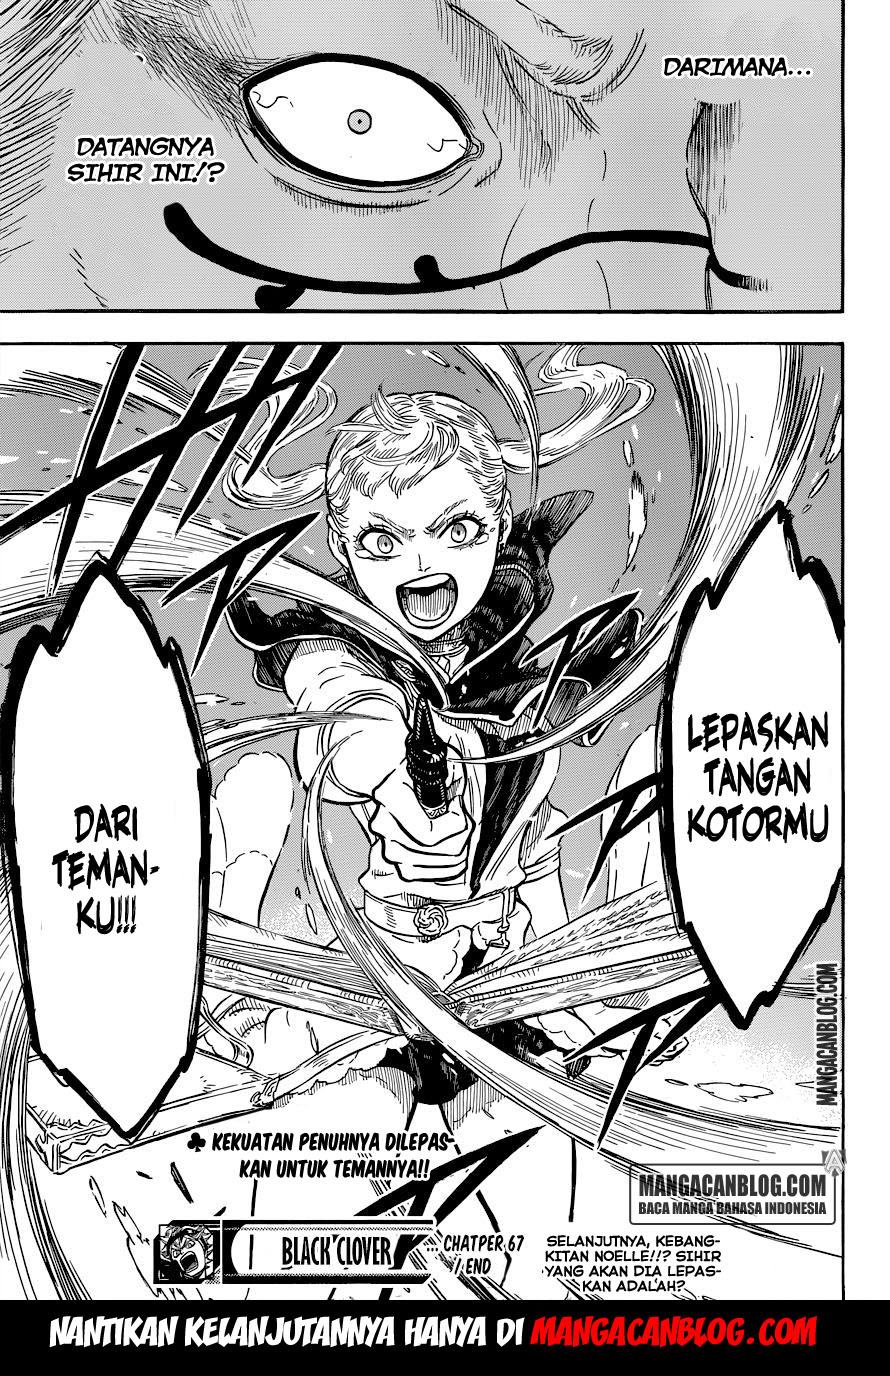 DARIMANA...
DATANGNYA
SIHIR INI!?
LEPASKAN
TANGAN
KOTORMU
DARI
TEMAN-
KU!!!
MANGACANBLOG.COM
♣ KEKUATAN PENUHNYA DILEPAS-
KAN UNTUK TEMANNYA!!
MANGACANBLOG.COM
BACA MANGA BAHASA INDONESIA
BLACK CLOVER
... CHATPER 67
/ END
SELANJUTNYA, KEBANG-
KITAN NOELLE!!? SIHIR
YANG AKAN DIA LEPAS-
KAN ADALAH?
NANTIKAN KELANJUTANNYA HANYA DI MANGACANBLOG.COM